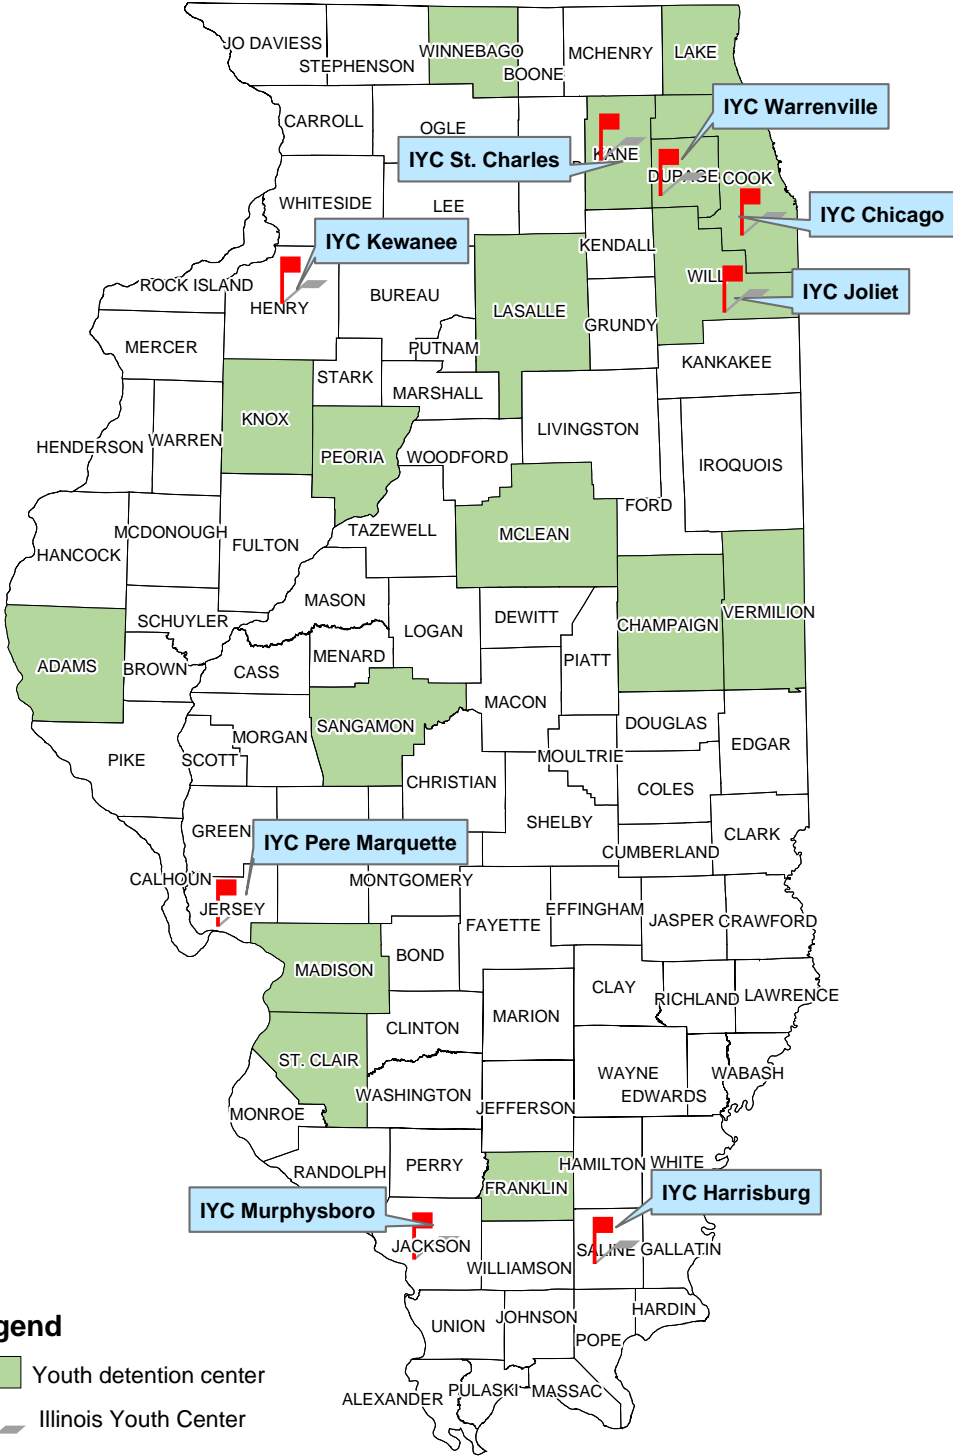 JO DAVIESS
STEPHENSON
WINNEBAGO
BOONE
MCHENRY
LAKE
CARROLL
OGLE
IYC Warrenville
IYC St. Charles
KANE
DUPAGE
COOK
WHITESIDE
LEE
IYC Chicago
IYC Kewanee
KENDALL
ROCK ISLAND
HENRY
BUREAU
WILL
IYC Joliet
LASALLE
GRUNDY
MERCER
PUTNAM
KANKAKEE
STARK
MARSHALL
KNOX
HENDERSON
WARREN
PEORIA
WOODFORD
LIVINGSTON
IROQUOIS
FORD
HANCOCK
MCDONOUGH
FULTON
TAZEWELL
MCLEAN
MASON
SCHUYLER
LOGAN
DEWITT
CHAMPAIGN
VERMILION
ADAMS
BROWN
CASS
MENARD
PIATT
MACON
SANGAMON
DOUGLAS
PIKE
SCOTT
MORGAN
MOULTRIE
EDGAR
CHRISTIAN
COLES
GREEN
SHELBY
CLARK
IYC Pere Marquette
CUMBERLAND
CALHOUN
MONTGOMERY
JERSEY
FAYETTE
EFFINGHAM
JASPER
CRAWFORD
BOND
MADISON
CLAY
RICHLAND
LAWRENCE
MARION
CLINTON
ST. CLAIR
WAYNE
WABASH
WASHINGTON
EDWARDS
MONROE
JEFFERSON
RANDOLPH
PERRY
HAMILTON
WHITE
FRANKLIN
IYC Harrisburg
IYC Murphysboro
JACKSON
SALINE
GALLATIN
WILLIAMSON
HARDIN
UNION
JOHNSON
POPE
gend
Youth detention center
ALEXANDER
PULASKI
MASSAC
Illinois Youth Center